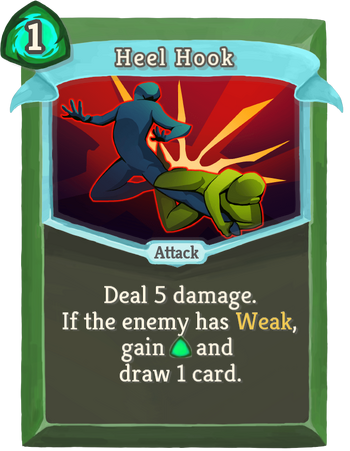 1
Heel Hook
Attack
Deal 5 damage.
If the enemy has Weak,
gain and
draw 1 card.